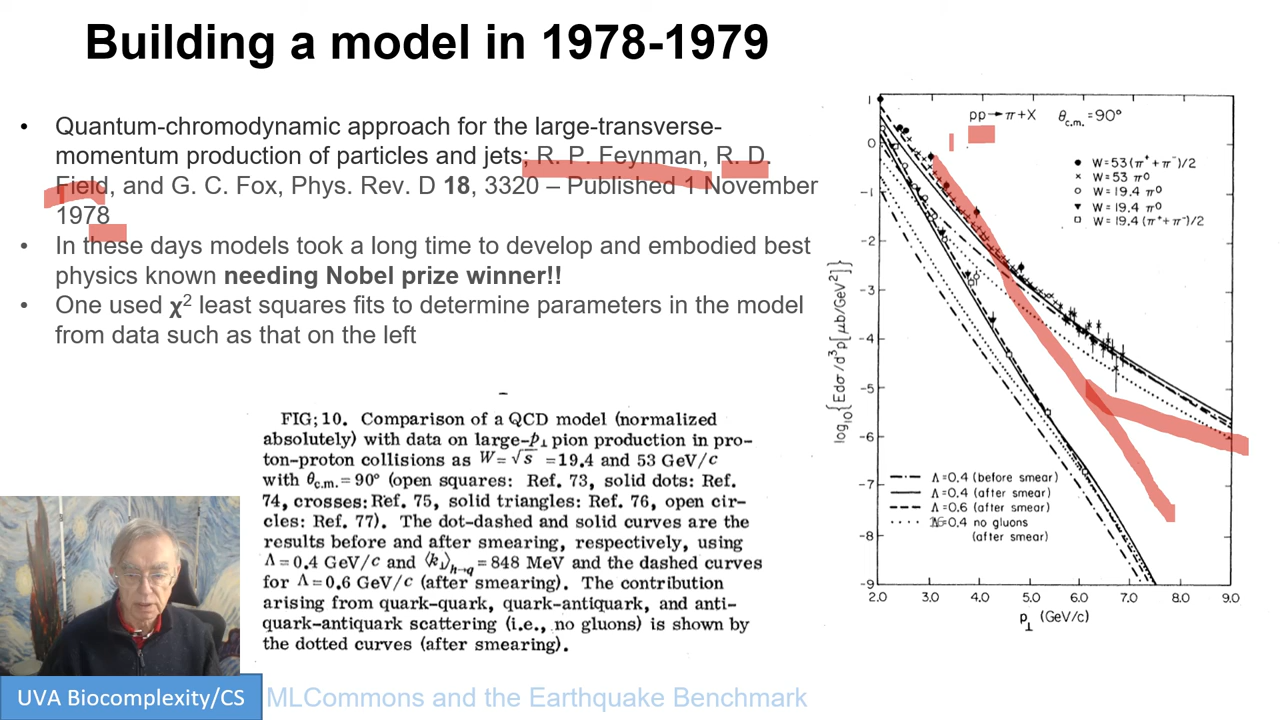 Building a model in 1978-1979
• Quantum-chromodynamic approach for the large-transverse-
momentum production of particles and jets; R. P. Feynman, R. D.
Field, and G. C. Fox, Phys. Rev. D 18, 3320 – Published 1 November
1978
• In these days models took a long time to develop and embodied best
physics known needing Nobel prize winner!!
• One used χ² least squares fits to determine parameters in the model
from data such as that on the left
FIG; 10. Comparison of a QCD model (normalized
absolutely) with data on large-p⊥ pion production in pro-
ton-proton collisions as W=√s =19.4 and 53 GeV/c
with θc.m.=90° (open squares: Ref. 73, solid dots: Ref.
74, crosses: Ref. 75, solid triangles: Ref. 76, open cir-
cles: Ref. 77). The dot-dashed and solid curves are the
results before and after smearing, respectively, using
Λ=0.4 GeV/c and ⟨k⊥⟩h→q=848 MeV and the dashed curves
for Λ=0.6 GeV/c (after smearing). The contribution
arising from quark-quark, quark-antiquark, and anti-
quark-antiquark scattering (i.e., no gluons) is shown by
the dotted curves (after smearing).
pp→π+X θc.m.=90°
• W=53(π⁺+π⁻)/2
× W=53 π⁰
○ W=19.4 π⁰
▼ W=19.4 π⁰
□ W=19.4(π⁺+π⁻)/2
log₁₀{Edσ/d³p[μb/GeV²]}
1
0
-1
-2
-3
-4
-5
-6
-7
-8
-9
Λ=0.4 (before smear)
Λ=0.4 (after smear)
Λ=0.6 (after smear)
Λ=0.4 no gluons
(after smear)
2.0 3.0 4.0 5.0 6.0 7.0 8.0 9.0
p⊥ (GeV/c)
UVA Biocomplexity/CS
MLCommons and the Earthquake Benchmark